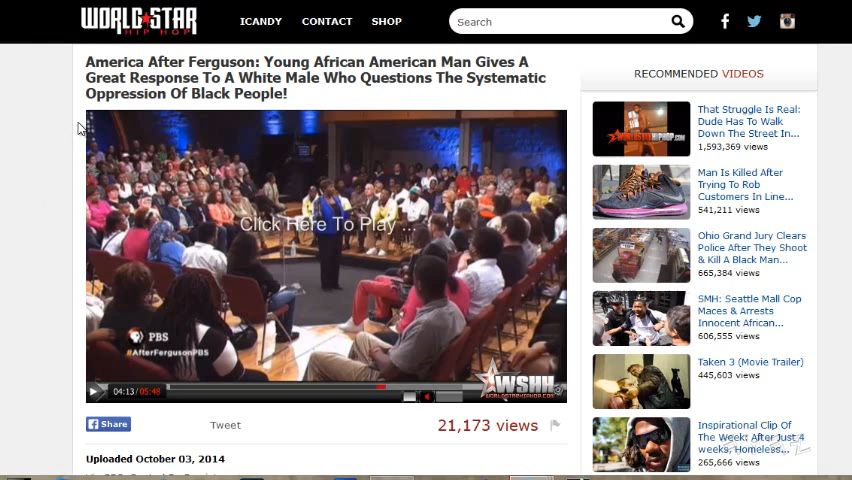 WORLD STAR
HIP HOP
ICANDY
CONTACT
SHOP
Search
America After Ferguson: Young African American Man Gives A
Great Response To A White Male Who Questions The Systematic
Oppression Of Black People!
Click Here To Play ...
PBS
#AfterFergusonPBS
WSHH
WORLDSTARHIPHOP.COM
04:13 / 05:48
Share
Tweet
21,173 views
Uploaded October 03, 2014
RECOMMENDED VIDEOS
WORLDSTARHIPHOP.COM
That Struggle Is Real:
Dude Has To Walk
Down The Street In...
1,593,369 views
Man Is Killed After
Trying To Rob
Customers In Line...
541,211 views
Ohio Grand Jury Clears
Police After They Shoot
& Kill A Black Man...
665,384 views
SMH: Seattle Mall Cop
Maces & Arrests
Innocent African...
606,555 views
Taken 3 (Movie Trailer)
445,603 views
Inspirational Clip Of
The Week: After Just 4
weeks, Homeless...
265,666 views